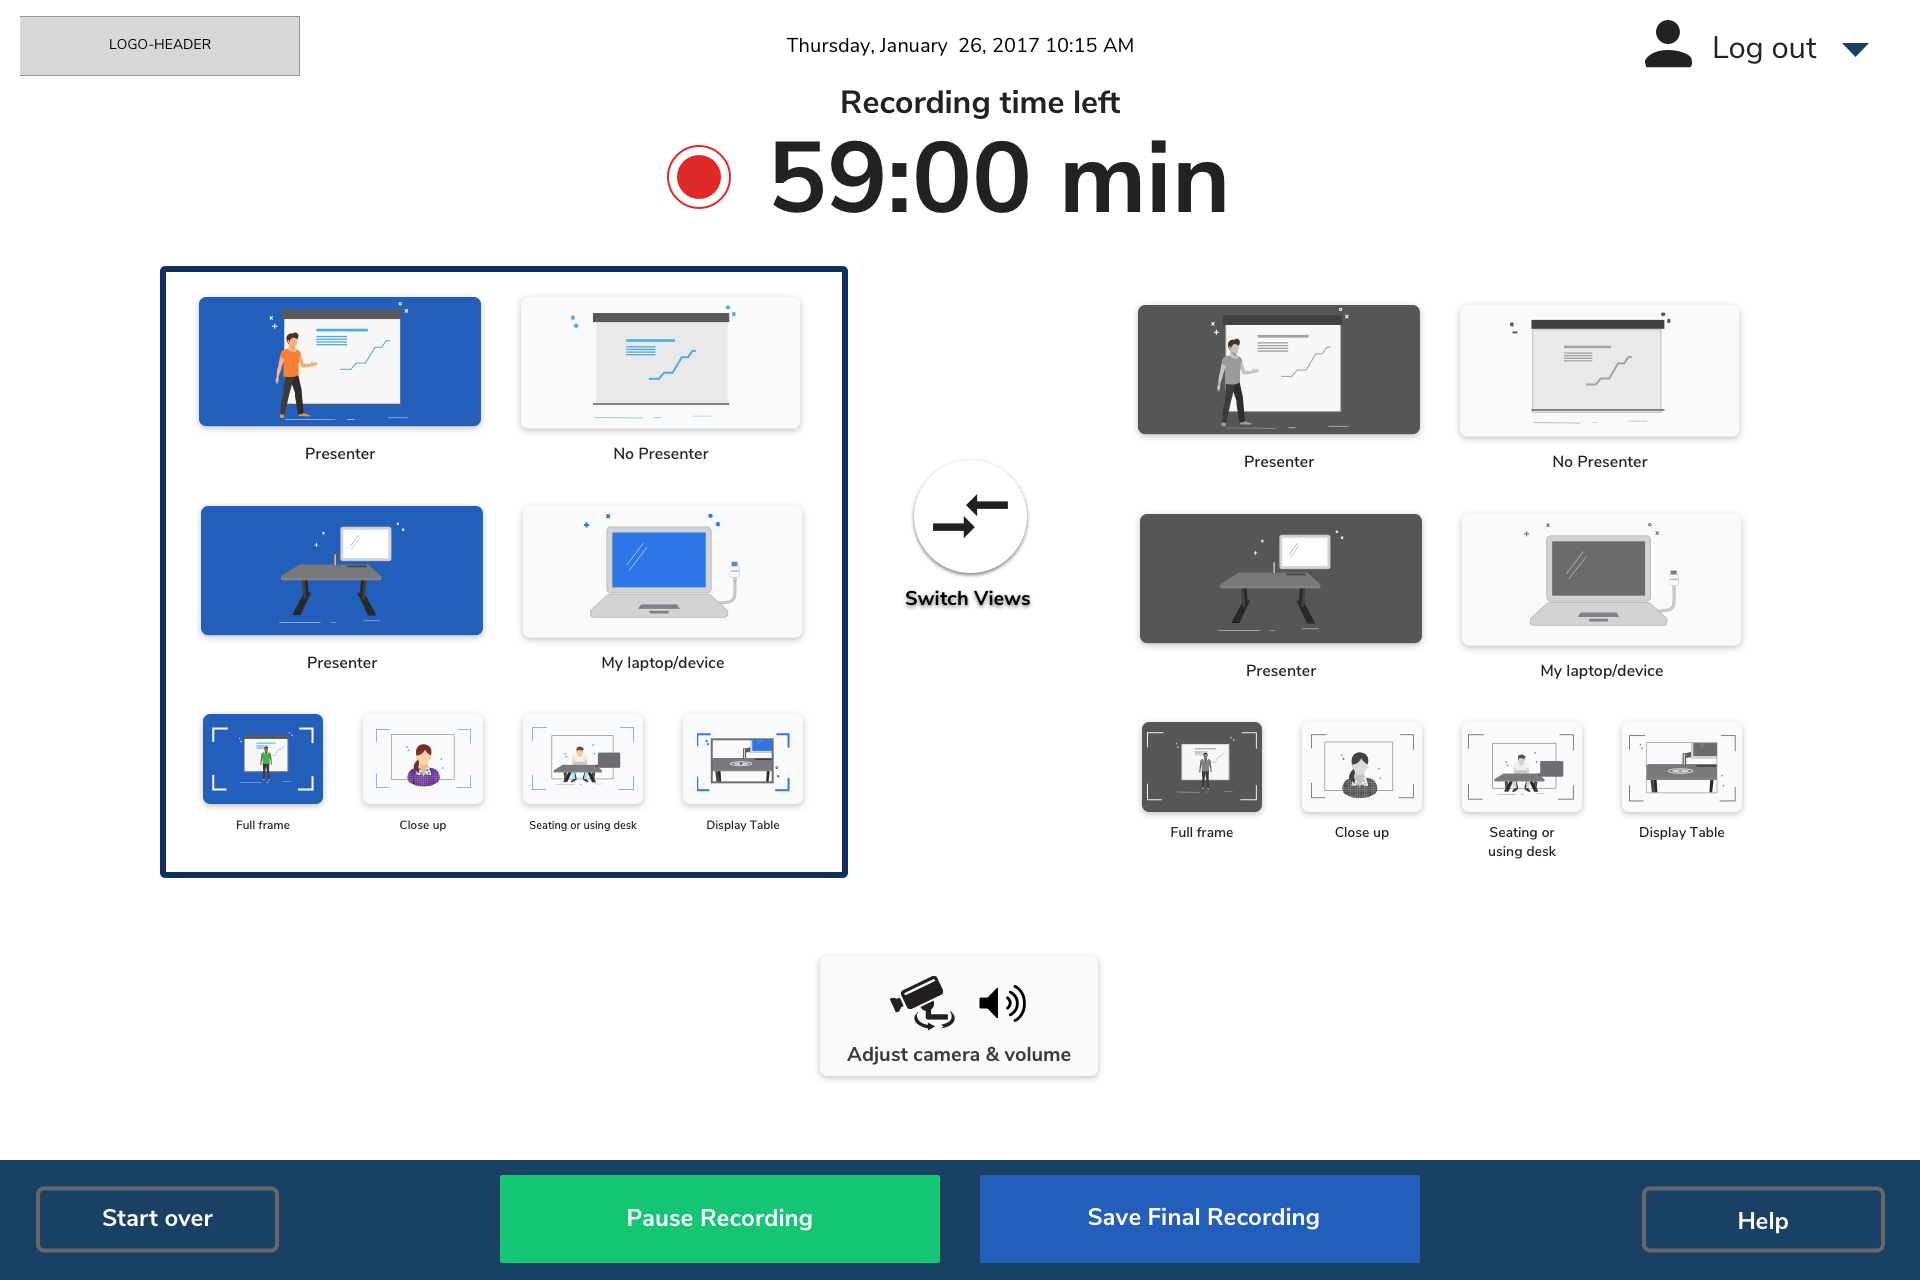 LOGO-HEADER
Thursday, January 26, 2017 10:15 AM
Log out
Recording time left
59:00 min
Presenter
No Presenter
Presenter
My laptop/device
Full frame
Close up
Seating or using desk
Display Table
Switch Views
Presenter
No Presenter
Presenter
My laptop/device
Full frame
Close up
Seating or
using desk
Display Table
Adjust camera & volume
Start over
Pause Recording
Save Final Recording
Help